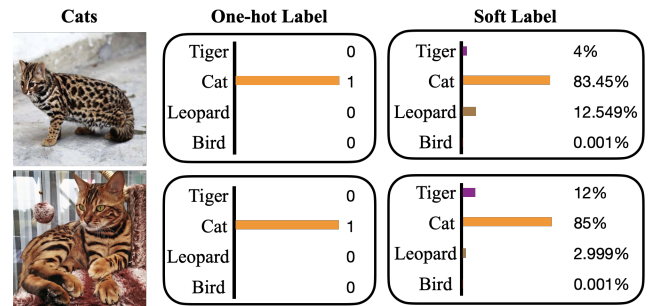 Cats One-hot Label Soft Label
Tiger 0 Tiger 4%
Cat 1 Cat 83.45%
Leopard 0 Leopard 12.549%
Bird 0 Bird 0.001%
Tiger 0 Tiger 12%
Cat 1 Cat 85%
Leopard 0 Leopard 2.999%
Bird 0 Bird 0.001%